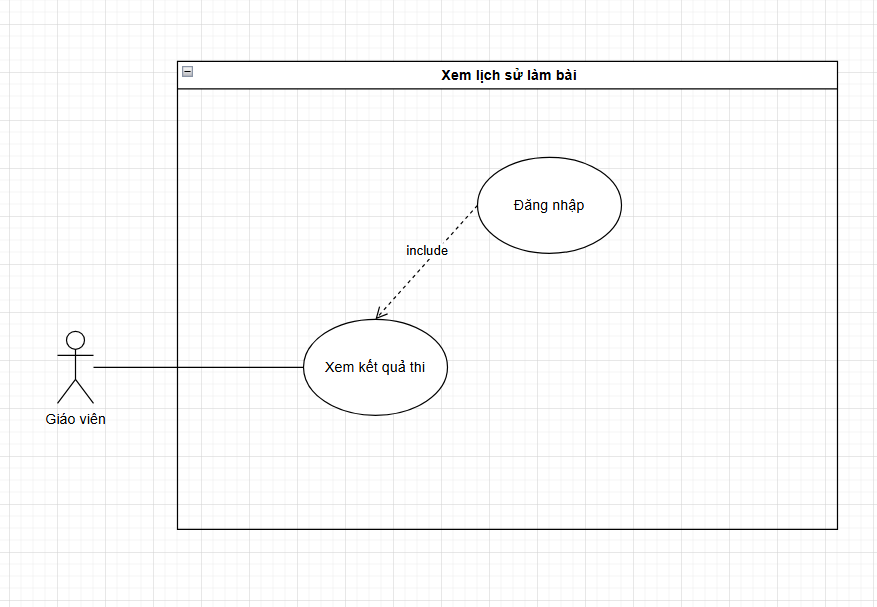 Xem lịch sử làm bài
Đăng nhập
include
Xem kết quả thi
Giáo viên